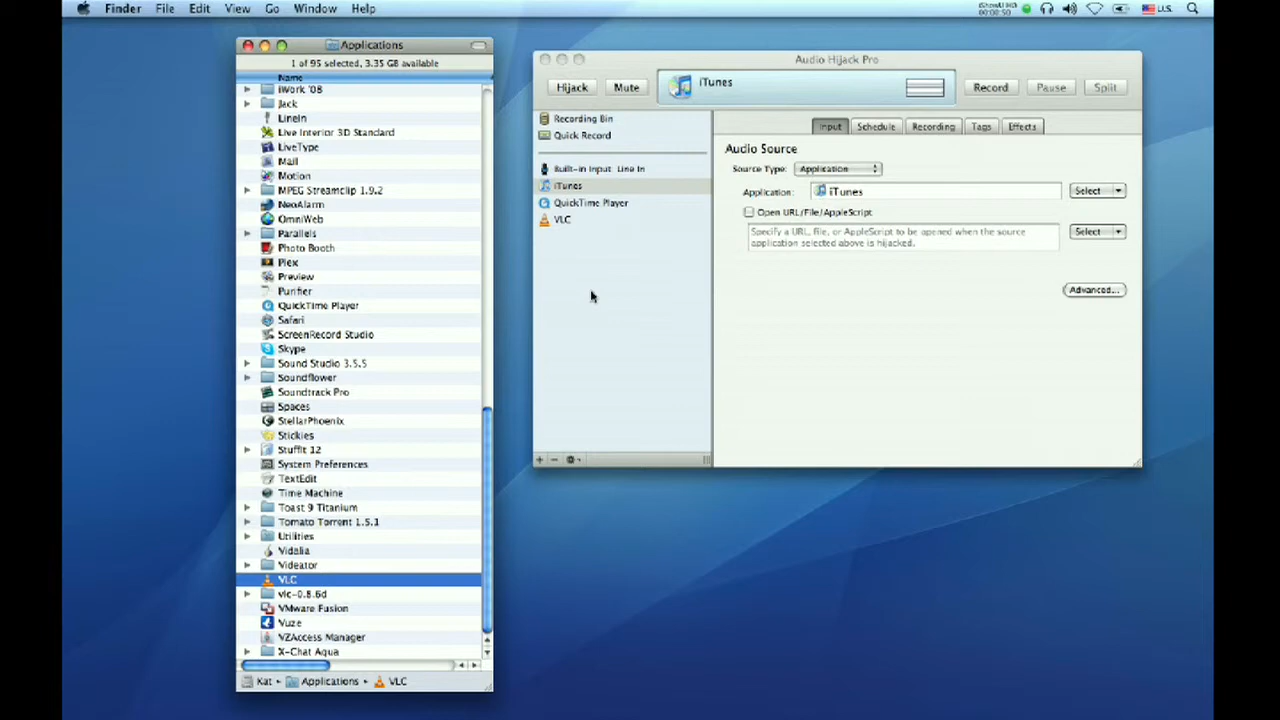 Finder File Edit View Go Window Help
iShowU HD
00:00:50
U.S.
Applications
1 of 95 selected, 3.35 GB available
Name
iWork '08
Jack
LineIn
Live Interior 3D Standard
LiveType
Mail
Motion
MPEG Streamclip 1.9.2
NeoAlarm
OmniWeb
Parallels
Photo Booth
Plex
Preview
Purifier
QuickTime Player
Safari
ScreenRecord Studio
Skype
Sound Studio 3.5.5
Soundflower
Soundtrack Pro
Spaces
StellarPhoenix
Stickies
StuffIt 12
System Preferences
TextEdit
Time Machine
Toast 9 Titanium
Tomato Torrent 1.5.1
Utilities
Vidalia
Videator
VLC
vlc-0.8.6d
VMware Fusion
Vuze
VZAccess Manager
X-Chat Aqua
Kat Applications VLC
Audio Hijack Pro
Hijack Mute iTunes Record Pause Split
Recording Bin
Quick Record
Built-in Input: Line In
iTunes
QuickTime Player
VLC
Input Schedule Recording Tags Effects
Audio Source
Source Type: Application
Application: iTunes Select
Open URL/File/AppleScript
Specify a URL, file, or AppleScript to be opened when the source
application selected above is hijacked.
Select
Advanced...